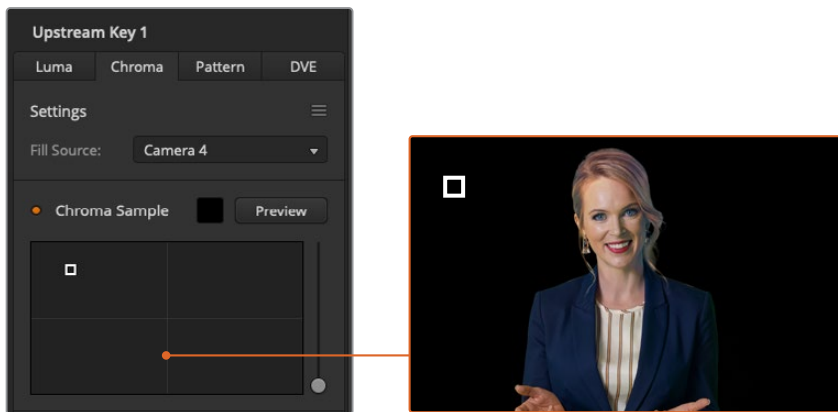 Upstream Key 1
Luma Chroma Pattern DVE
Settings
Fill Source: Camera 4
Chroma Sample Preview